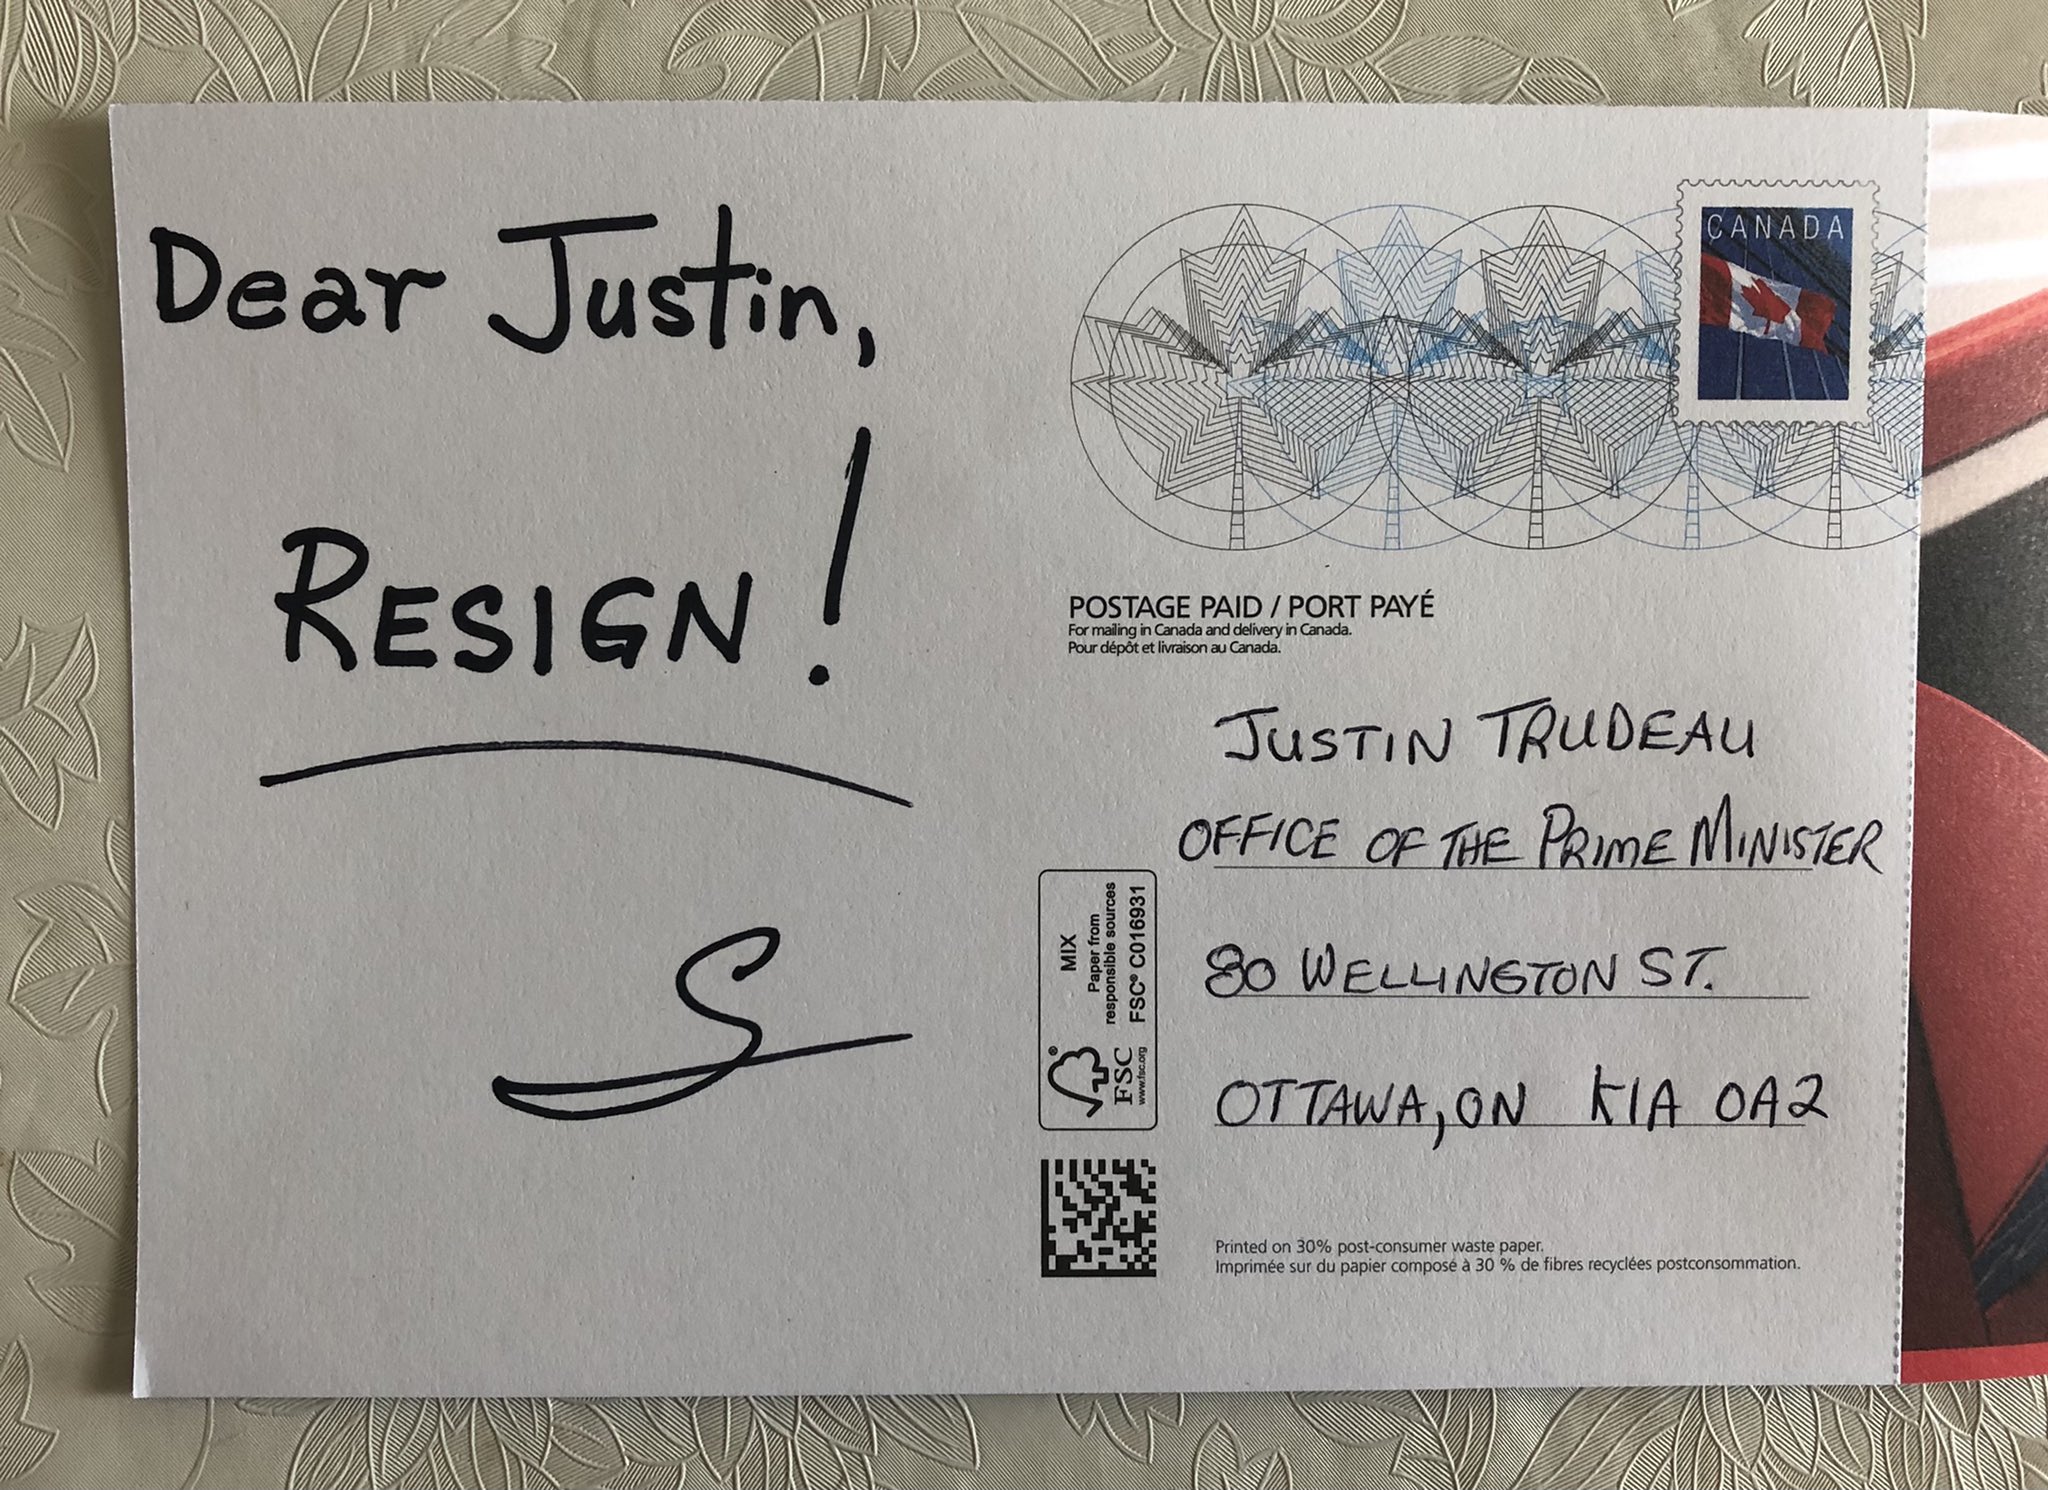 Dear Justin,
RESIGN!
S
CANADA
POSTAGE PAID / PORT PAYÉ
For mailing in Canada and delivery in Canada.
Pour dépôt et livraison au Canada.
JUSTIN TRUDEAU
OFFICE OF THE PRIME MINISTER
80 WELLINGTON ST.
OTTAWA, ON K1A 0A2
MIX
Paper from
responsible sources
FSC® C016931
FSC
www.fsc.org
Printed on 30% post-consumer waste paper.
Imprimée sur du papier composé à 30 % de fibres recyclées postconsommation.